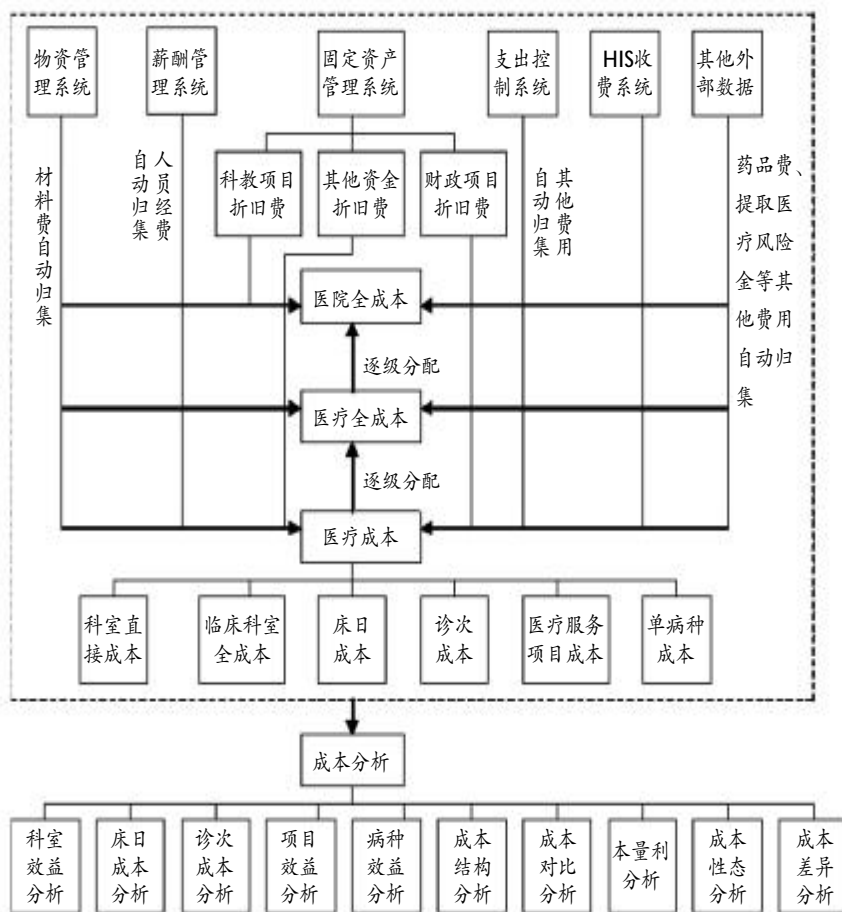 物资管
理系统
薪酬管
理系统
固定资产
管理系统
支出控
制系统
HIS收
费系统
其他外
部数据
材料费自动归集
人员经费
自动归集
科教项目
折旧费
其他资金
折旧费
财政项目
折旧费
其他费用
自动归集
药品费、
提取医
疗风险
金等其
他费用
自动归
集
医院全成本
逐级分配
医疗全成本
逐级分配
医疗成本
科室直
接成本
临床科室
全成本
床日
成本
诊次
成本
医疗服务
项目成本
单病种
成本
成本分析
科室
效益
分析
床日
成本
分析
诊次
成本
分析
项目
效益
分析
病种
效益
分析
成本
结构
分析
成本
对比
分析
本量利
分析
成本
性态
分析
成本
差异
分析